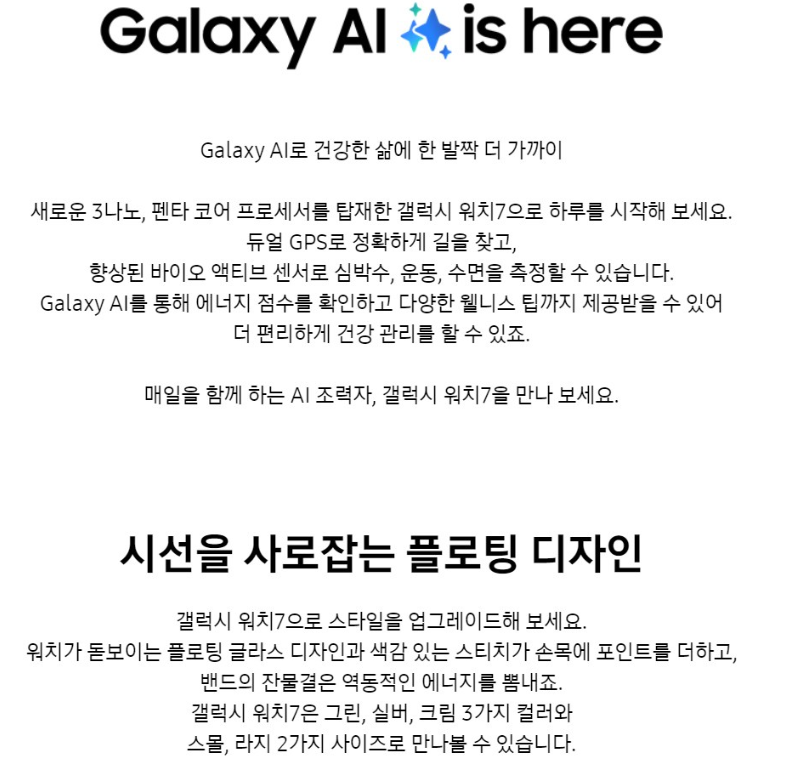 Galaxy AI is here
Galaxy AI로 건강한 삶에 한 발짝 더 가까이
새로운 3나노, 펜타 코어 프로세서를 탑재한 갤럭시 워치7으로 하루를 시작해 보세요.
듀얼 GPS로 정확하게 길을 찾고,
향상된 바이오 액티브 센서로 심박수, 운동, 수면을 측정할 수 있습니다.
Galaxy AI를 통해 에너지 점수를 확인하고 다양한 웰니스 팁까지 제공받을 수 있어
더 편리하게 건강 관리를 할 수 있죠.
매일을 함께 하는 AI 조력자, 갤럭시 워치7을 만나 보세요.
시선을 사로잡는 플로팅 디자인
갤럭시 워치7으로 스타일을 업그레이드해 보세요.
워치가 돋보이는 플로팅 글라스 디자인과 색감 있는 스티치가 손목에 포인트를 더하고,
밴드의 잔물결은 역동적인 에너지를 뿜내죠.
갤럭시 워치7은 그린, 실버, 크림 3가지 컬러와
스몰, 라지 2가지 사이즈로 만나볼 수 있습니다.